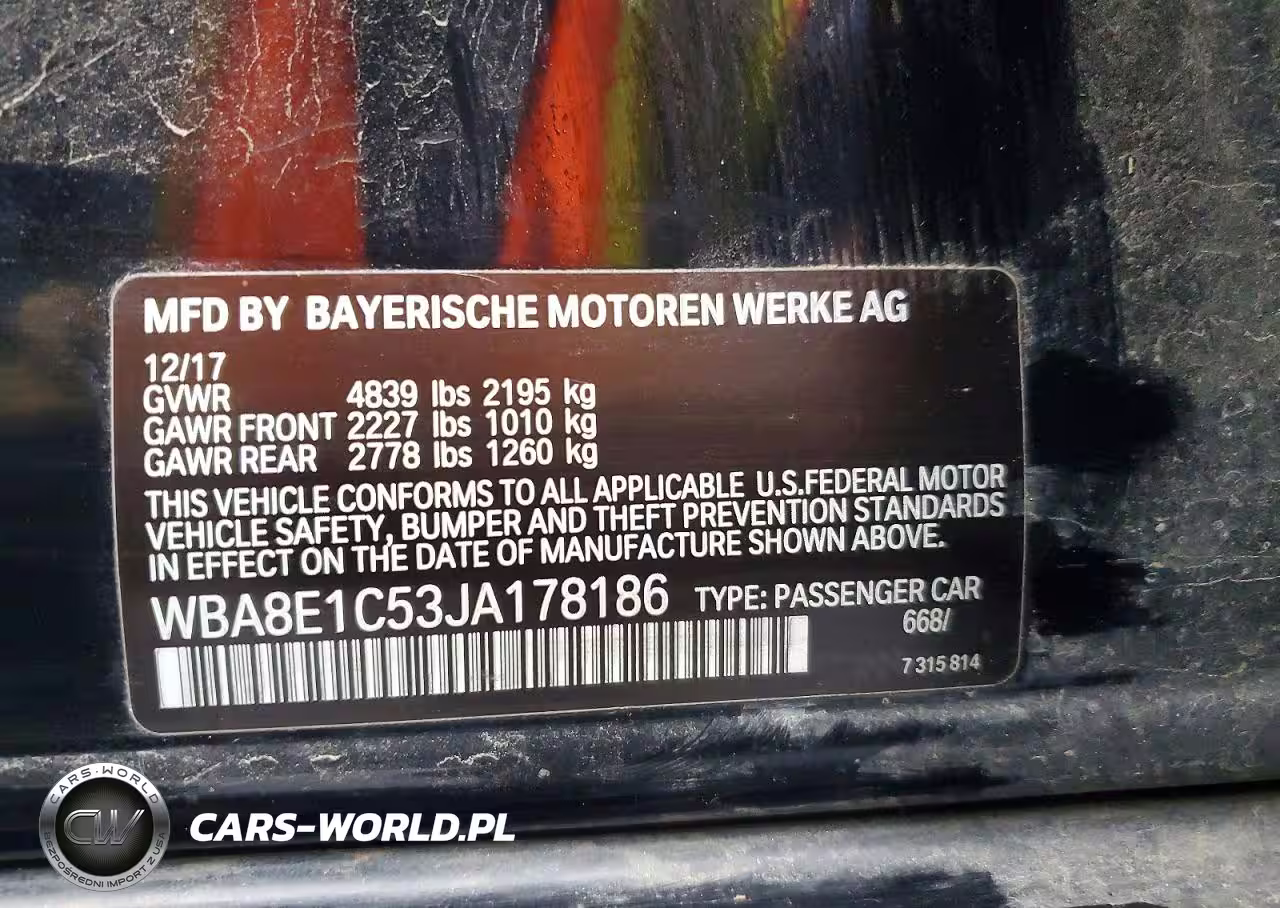 MFD BY BAYERISCHE MOTOREN WERKE AG
12/17
GVWR 4839 lbs 2195 kg
GAWR FRONT 2227 lbs 1010 kg
GAWR REAR 2778 lbs 1260 kg
THIS VEHICLE CONFORMS TO ALL APPLICABLE U.S.FEDERAL MOTOR
VEHICLE SAFETY, BUMPER AND THEFT PREVENTION STANDARDS
IN EFFECT ON THE DATE OF MANUFACTURE SHOWN ABOVE.
WBA8E1C53JA178186 TYPE: PASSENGER CAR
668/
7 315 814
CARS-WORLD
CW
BEZPOŚREDNI IMPORT Z USA
CARS-WORLD.PL